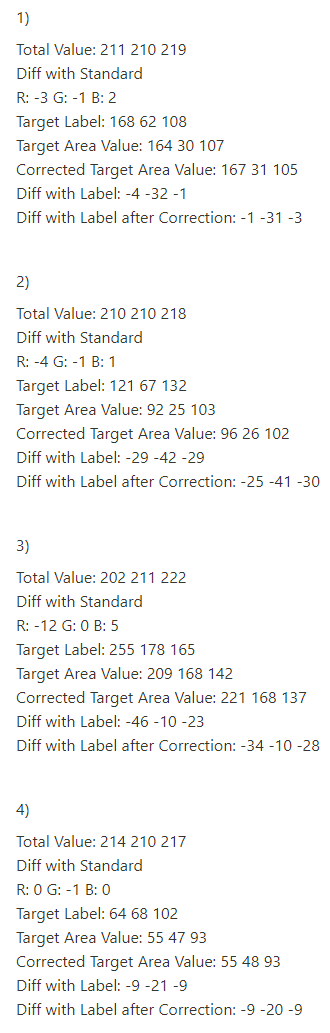 1)
Total Value: 211 210 219
Diff with Standard
R: -3 G: -1 B: 2
Target Label: 168 62 108
Target Area Value: 164 30 107
Corrected Target Area Value: 167 31 105
Diff with Label: -4 -32 -1
Diff with Label after Correction: -1 -31 -3
2)
Total Value: 210 210 218
Diff with Standard
R: -4 G: -1 B: 1
Target Label: 121 67 132
Target Area Value: 92 25 103
Corrected Target Area Value: 96 26 102
Diff with Label: -29 -42 -29
Diff with Label after Correction: -25 -41 -30
3)
Total Value: 202 211 222
Diff with Standard
R: -12 G: 0 B: 5
Target Label: 255 178 165
Target Area Value: 209 168 142
Corrected Target Area Value: 221 168 137
Diff with Label: -46 -10 -23
Diff with Label after Correction: -34 -10 -28
4)
Total Value: 214 210 217
Diff with Standard
R: 0 G: -1 B: 0
Target Label: 64 68 102
Target Area Value: 55 47 93
Corrected Target Area Value: 55 48 93
Diff with Label: -9 -21 -9
Diff with Label after Correction: -9 -20 -9